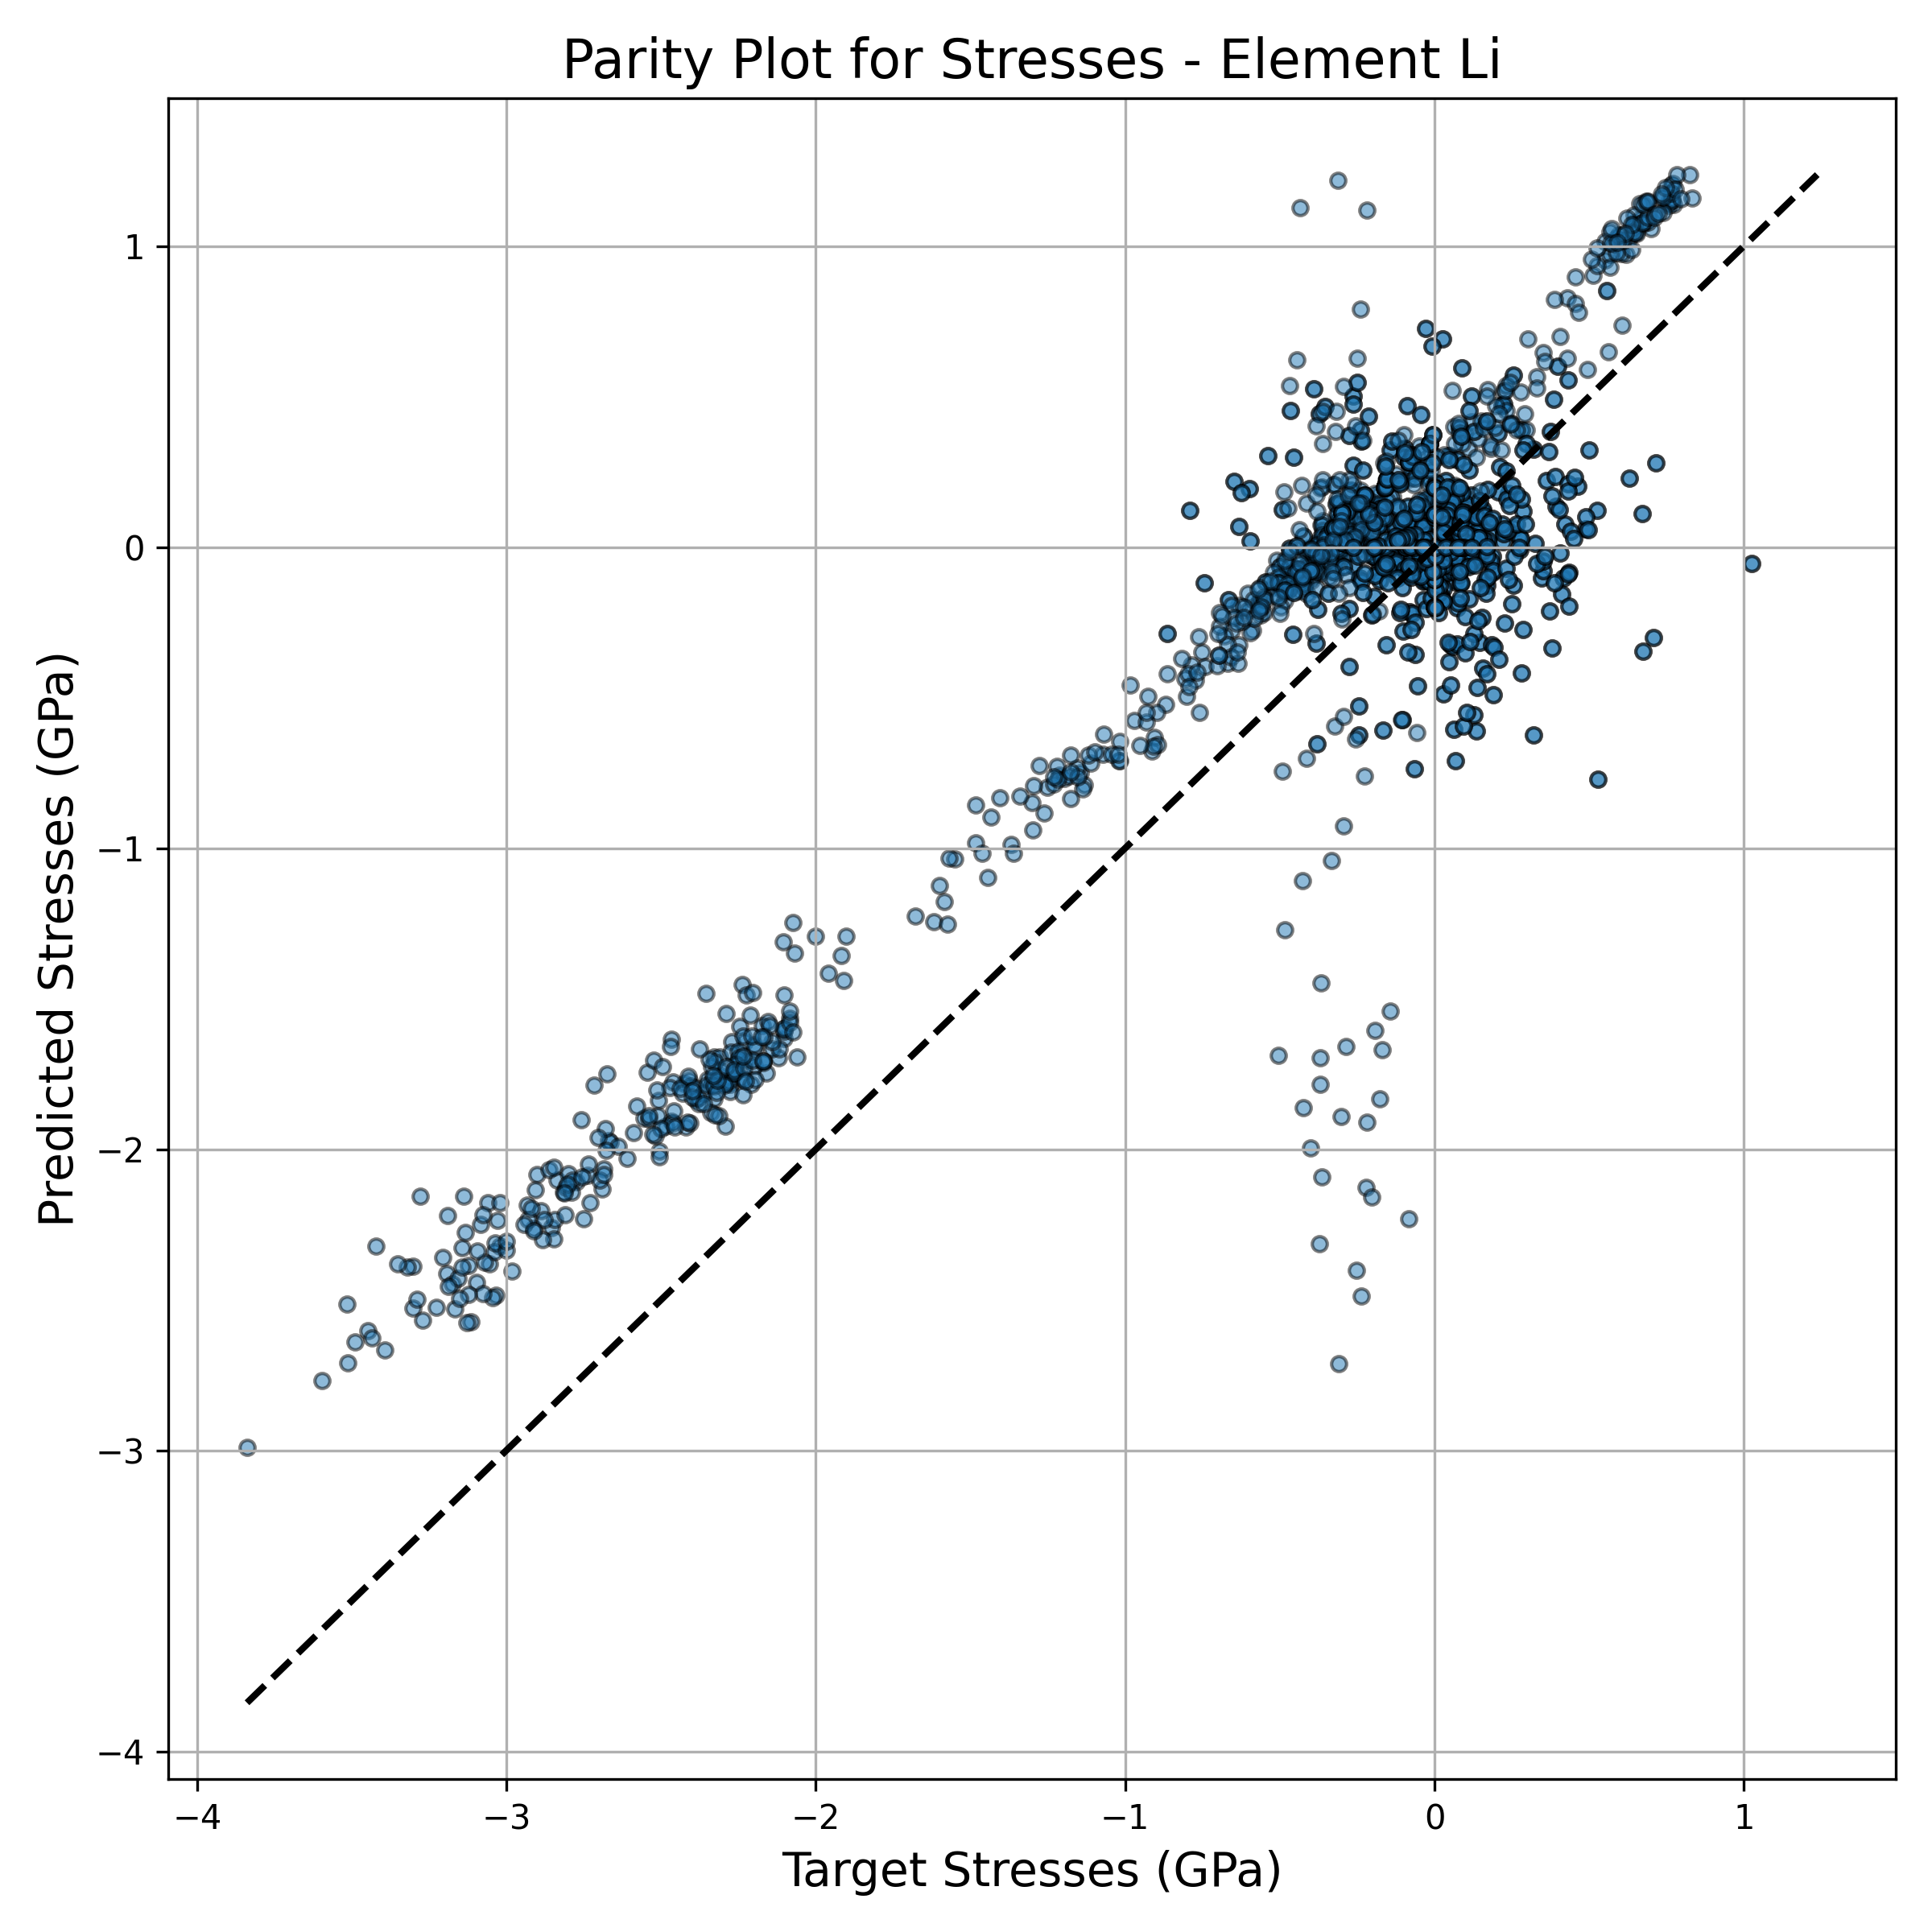 Parity Plot for Stresses - Element Li
Predicted Stresses (GPa)
1
0
−1
−2
−3
−4
−4 −3 −2 −1 0 1
Target Stresses (GPa)